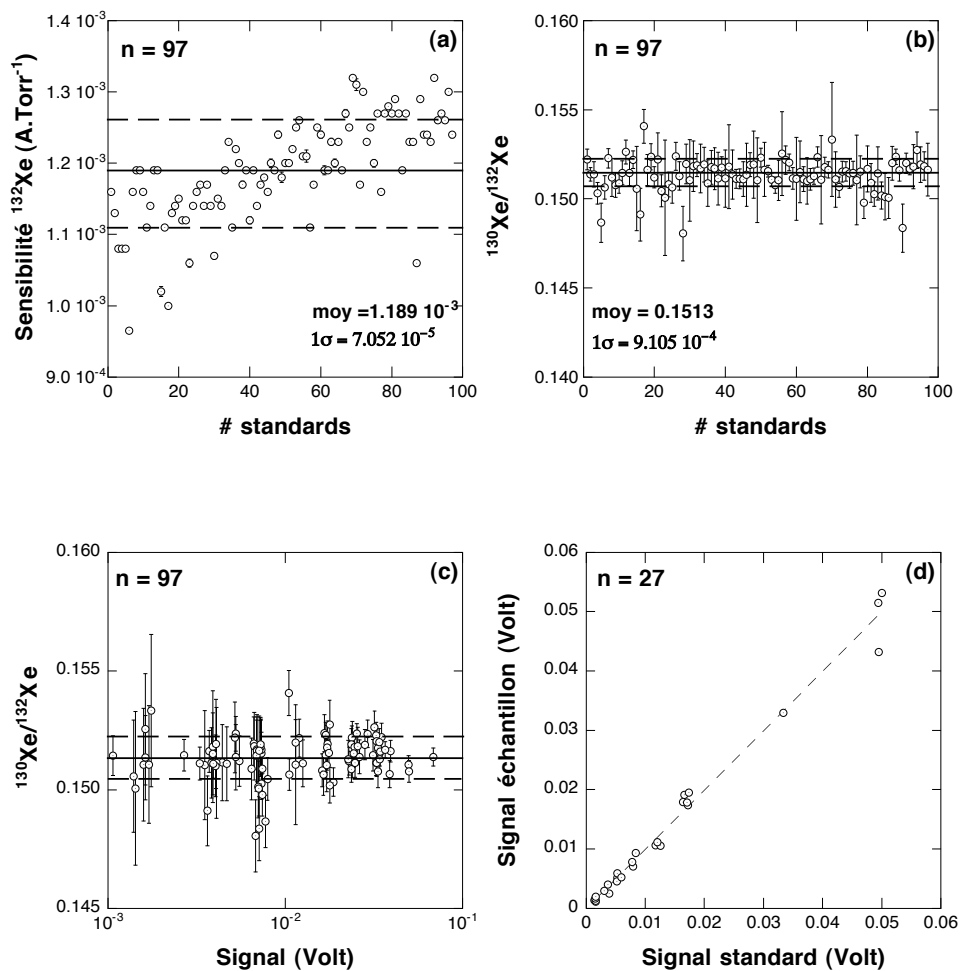 1.4 10⁻³
1.3 10⁻³
1.2 10⁻³
1.1 10⁻³
1.0 10⁻³
9.0 10⁻⁴
Sensibilité ¹³²Xe (A.Torr⁻¹)
n = 97
(a)
moy =1.189 10⁻³
1σ = 7.052 10⁻⁵
0 20 40 60 80 100
# standards
0.160
0.155
0.150
0.145
0.140
¹³⁰Xe/¹³²Xe
n = 97
(b)
moy = 0.1513
1σ = 9.105 10⁻⁴
0 20 40 60 80 100
# standards
0.160
0.155
0.150
0.145
¹³⁰Xe/¹³²Xe
n = 97
(c)
10⁻³ 10⁻² 10⁻¹
Signal (Volt)
0.06
0.05
0.04
0.03
0.02
0.01
0
Signal échantillon (Volt)
n = 27
(d)
0 0.01 0.02 0.03 0.04 0.05 0.06
Signal standard (Volt)